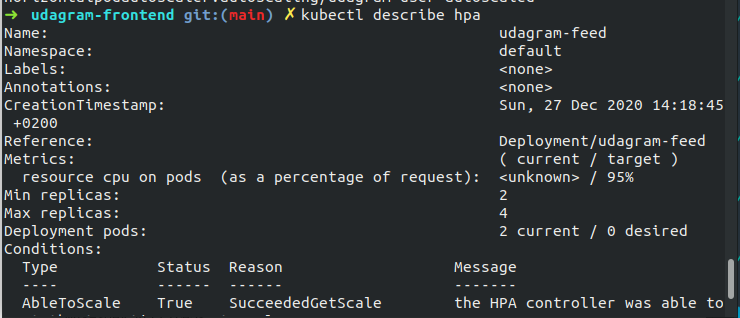 ➜ udagram-frontend git:(main) ✗ kubectl describe hpa
Name: udagram-feed
Namespace: default
Labels: <none>
Annotations: <none>
CreationTimestamp: Sun, 27 Dec 2020 14:18:45
+0200
Reference: Deployment/udagram-feed
Metrics: ( current / target )
resource cpu on pods (as a percentage of request): <unknown> / 95%
Min replicas: 2
Max replicas: 4
Deployment pods: 2 current / 0 desired
Conditions:
Type Status Reason Message
---- ------ ------ -------
AbleToScale True SucceededGetScale the HPA controller was able to